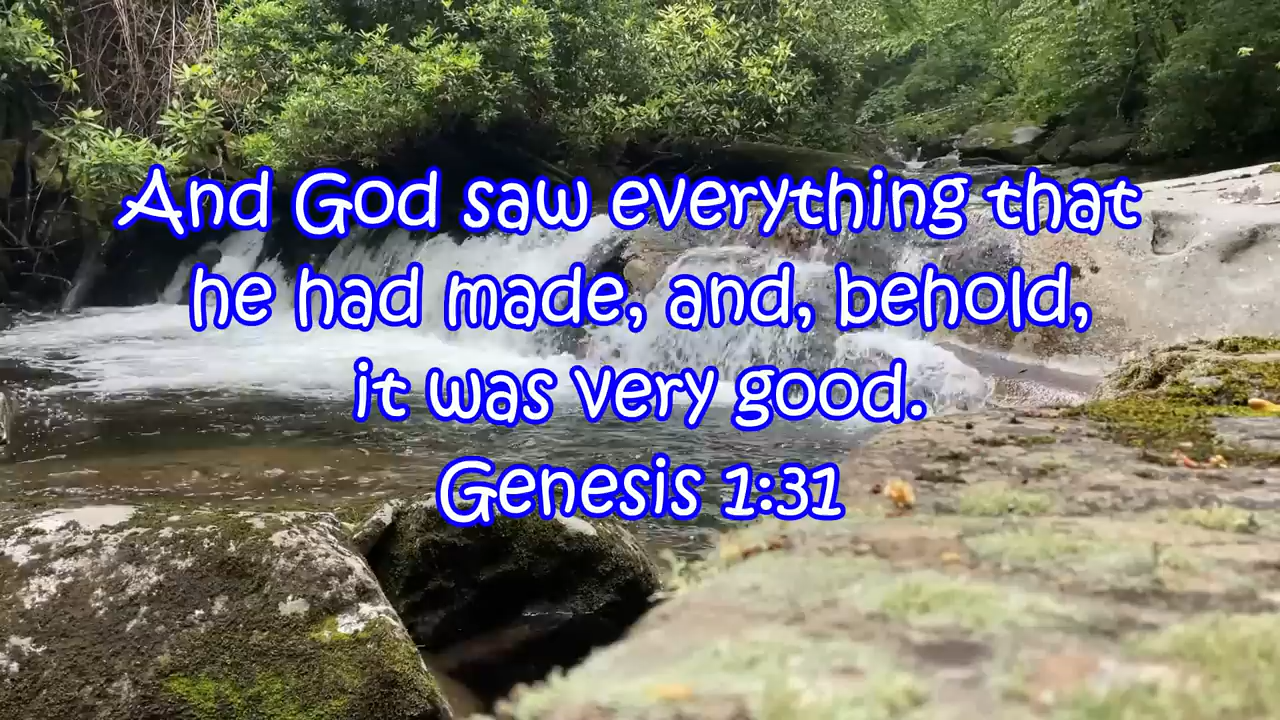 And God saw everything that
he had made, and, behold,
it was very good.
Genesis 1:31